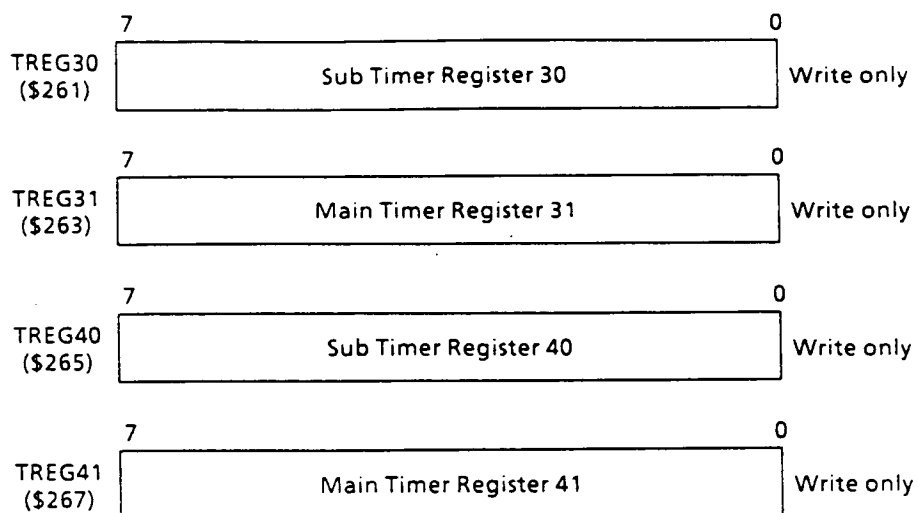 7 0
TREG30
($261)
Sub Timer Register 30
Write only
7 0
TREG31
($263)
Main Timer Register 31
Write only
7 0
TREG40
($265)
Sub Timer Register 40
Write only
7 0
TREG41
($267)
Main Timer Register 41
Write only